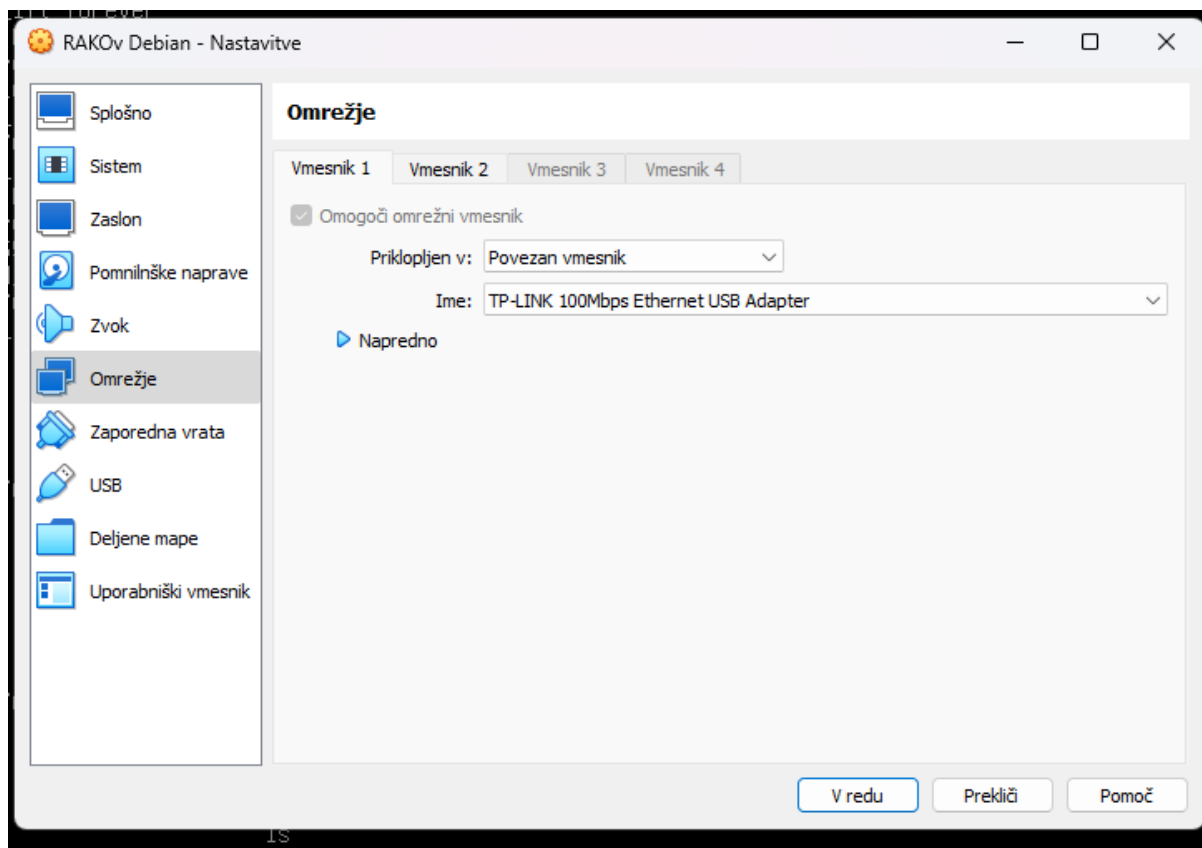 RAKOv Debian - Nastavitve
Splošno
Sistem
Zaslon
Pomnilnške naprave
Zvok
Omrežje
Zaporedna vrata
USB
Deljene mape
Uporabniški vmesnik
Omrežje
Vmesnik 1 Vmesnik 2 Vmesnik 3 Vmesnik 4
Omogoči omrežni vmesnik
Priklopljen v: Povezan vmesnik
Ime: TP-LINK 100Mbps Ethernet USB Adapter
Napredno
V redu Prekliči Pomoč